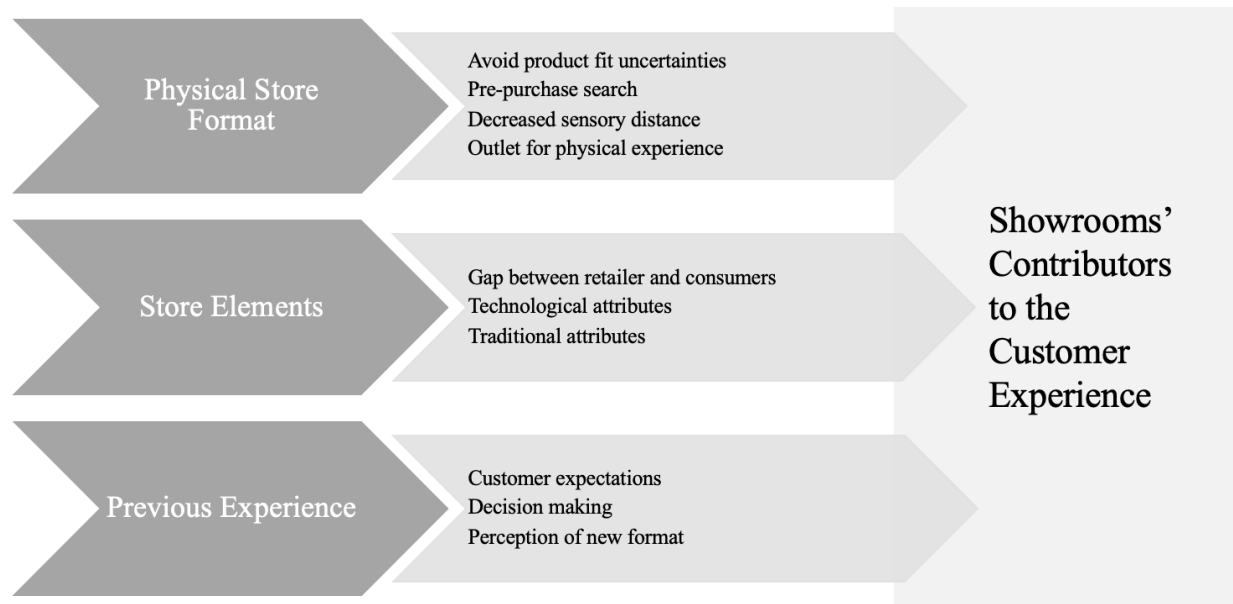 Physical Store
Format
Avoid product fit uncertainties
Pre-purchase search
Decreased sensory distance
Outlet for physical experience
Store Elements
Gap between retailer and consumers
Technological attributes
Traditional attributes
Previous Experience
Customer expectations
Decision making
Perception of new format
Showrooms’
Contributors
to the
Customer
Experience